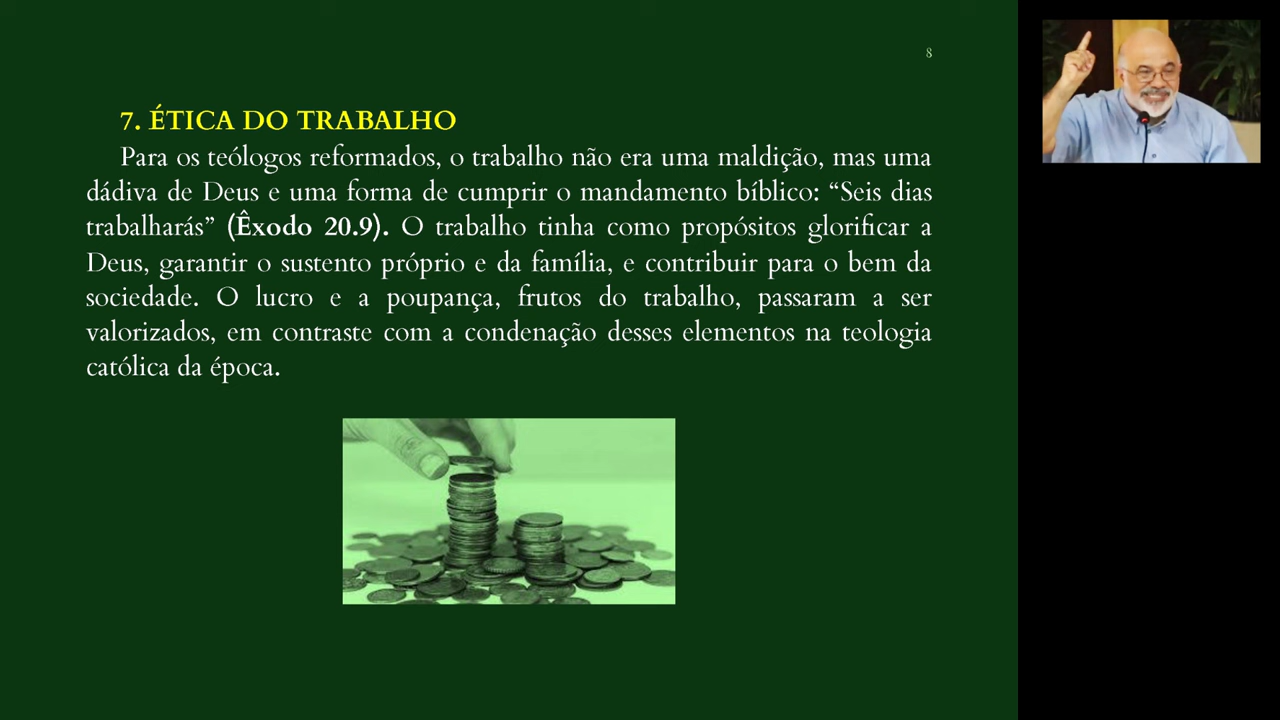 8
7. ÉTICA DO TRABALHO
Para os teólogos reformados, o trabalho não era uma maldição, mas uma
dádiva de Deus e uma forma de cumprir o mandamento bíblico: “Seis dias
trabalharás” (Êxodo 20.9). O trabalho tinha como propósitos glorificar a
Deus, garantir o sustento próprio e da família, e contribuir para o bem da
sociedade. O lucro e a poupança, frutos do trabalho, passaram a ser
valorizados, em contraste com a condenação desses elementos na teologia
católica da época.